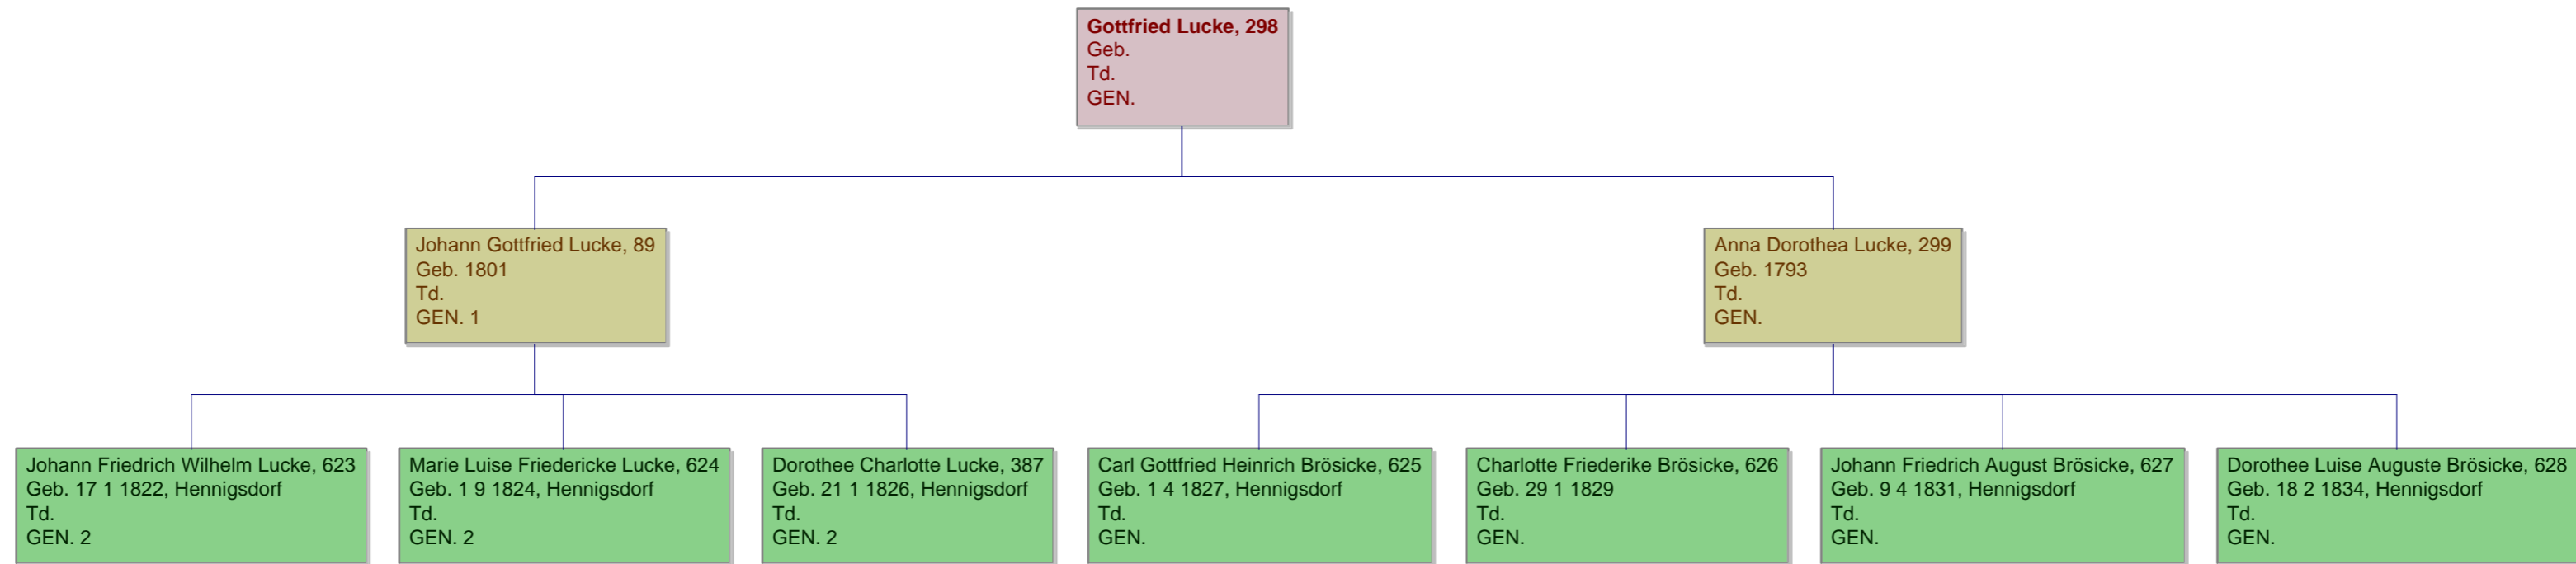 Gottfried Lucke, 298
Geb.
Td.
GEN.
Johann Gottfried Lucke, 89
Geb. 1801
Td.
GEN. 1
Anna Dorothea Lucke, 299
Geb. 1793
Td.
GEN.
Johann Friedrich Wilhelm Lucke, 623
Geb. 17 1 1822, Hennigsdorf
Td.
GEN. 2
Marie Luise Friedericke Lucke, 624
Geb. 1 9 1824, Hennigsdorf
Td.
GEN. 2
Dorothee Charlotte Lucke, 387
Geb. 21 1 1826, Hennigsdorf
Td.
GEN. 2
Carl Gottfried Heinrich Brösicke, 625
Geb. 1 4 1827, Hennigsdorf
Td.
GEN.
Charlotte Friederike Brösicke, 626
Geb. 29 1 1829
Td.
GEN.
Johann Friedrich August Brösicke, 627
Geb. 9 4 1831, Hennigsdorf
Td.
GEN.
Dorothee Luise Auguste Brösicke, 628
Geb. 18 2 1834, Hennigsdorf
Td.
GEN.